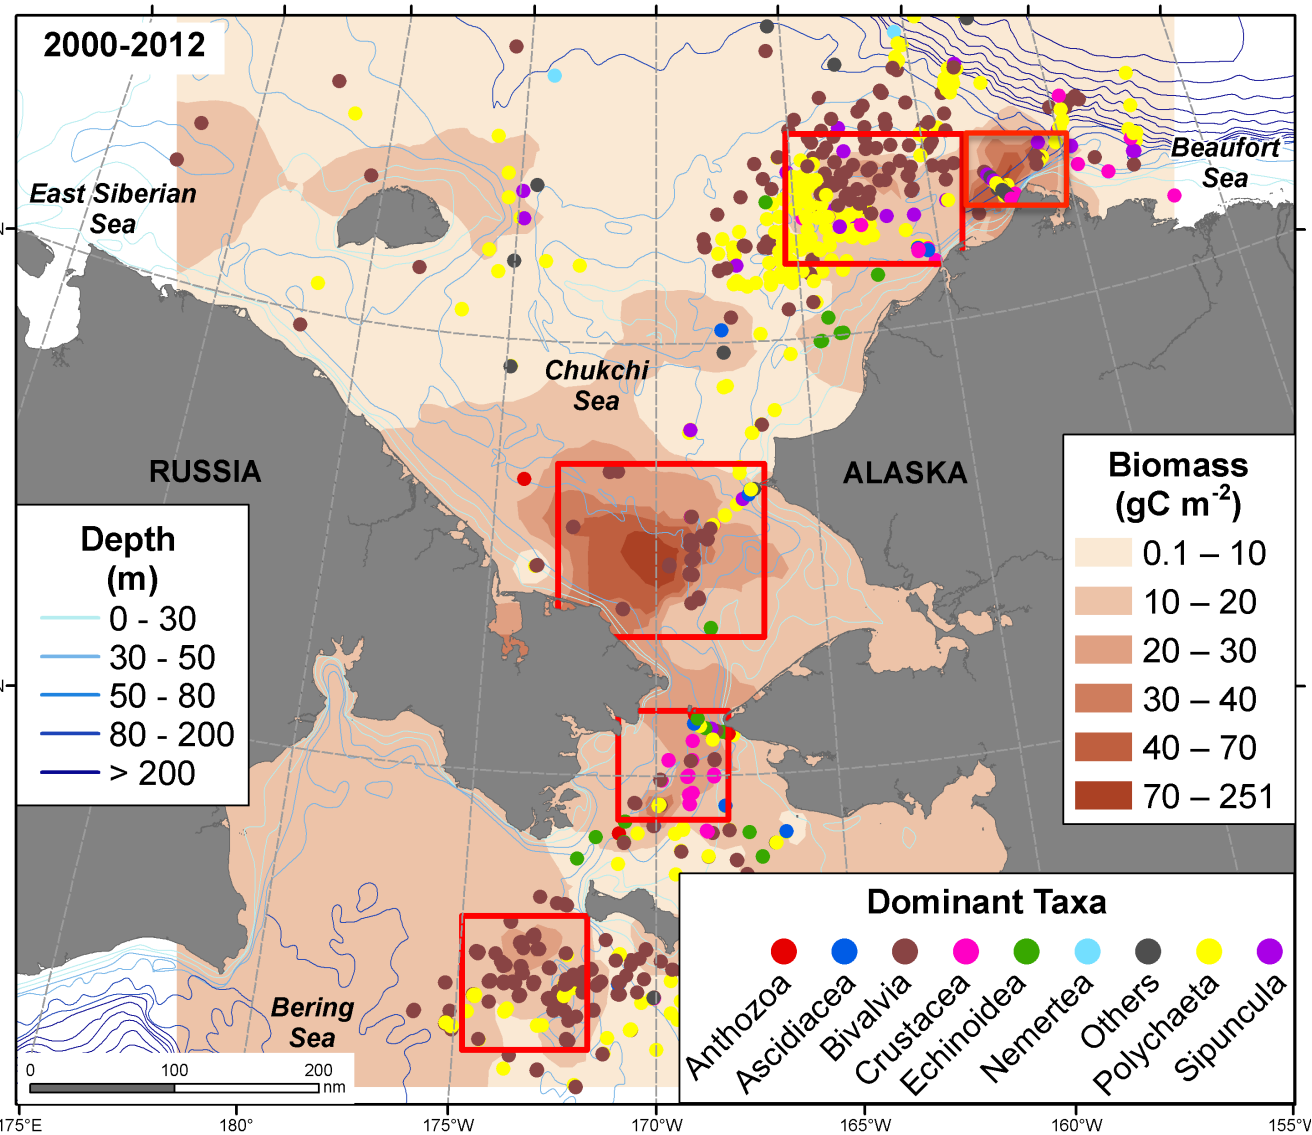 2000-2012
East Siberian
Sea
Beaufort
Sea
Chukchi
Sea
RUSSIA
ALASKA
Bering
Sea
Depth
(m)
0 - 30
30 - 50
50 - 80
80 - 200
> 200
Biomass
(gC m-2)
0.1 – 10
10 – 20
20 – 30
30 – 40
40 – 70
70 – 251
Dominant Taxa
Anthozoa
Ascidiacea
Bivalvia
Crustacea
Echinoidea
Nemertea
Others
Polychaeta
Sipuncula
0 100 200
nm
175°E 180° 175°W 170°W 165°W 160°W